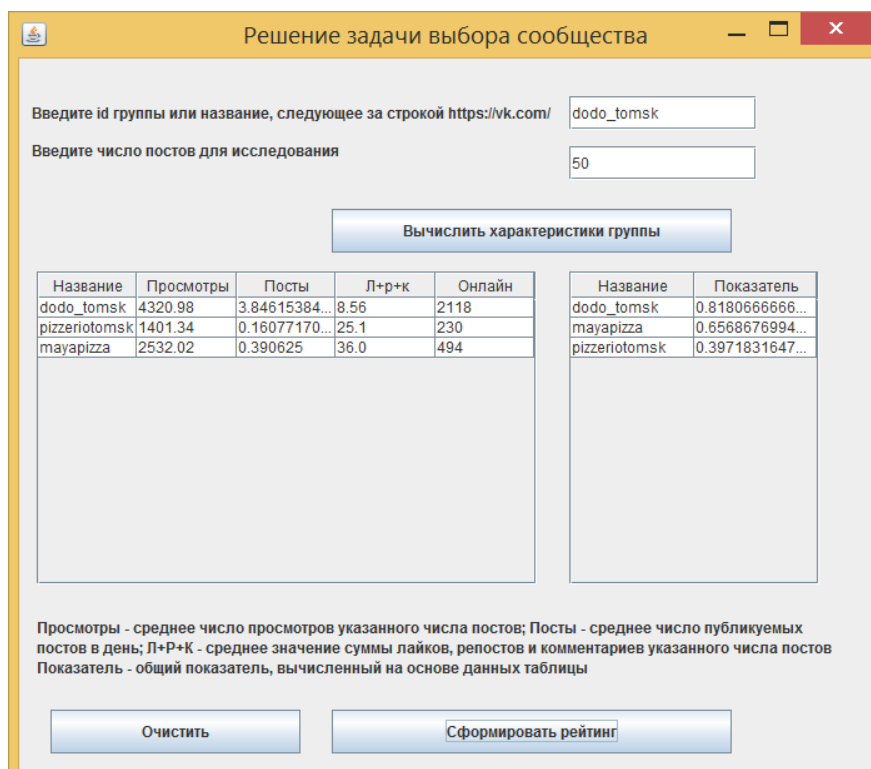 Решение задачи выбора сообщества
Введите id группы или название, следующее за строкой https://vk.com/ dodo_tomsk
Введите число постов для исследования 50
Вычислить характеристики группы
Название Просмотры Посты Л+р+к Онлайн
dodo_tomsk 4320.98 3.84615384... 8.56 2118
pizzeriotomsk 1401.34 0.16077170... 25.1 230
mayapizza 2532.02 0.390625 36.0 494
Название Показатель
dodo_tomsk 0.8180666666...
mayapizza 0.6568676994...
pizzeriotomsk 0.3971831647...
Просмотры - среднее число просмотров указанного числа постов; Посты - среднее число публикуемых
постов в день; Л+Р+К - среднее значение суммы лайков, репостов и комментариев указанного числа постов
Показатель - общий показатель, вычисленный на основе данных таблицы
Очистить Сформировать рейтинг